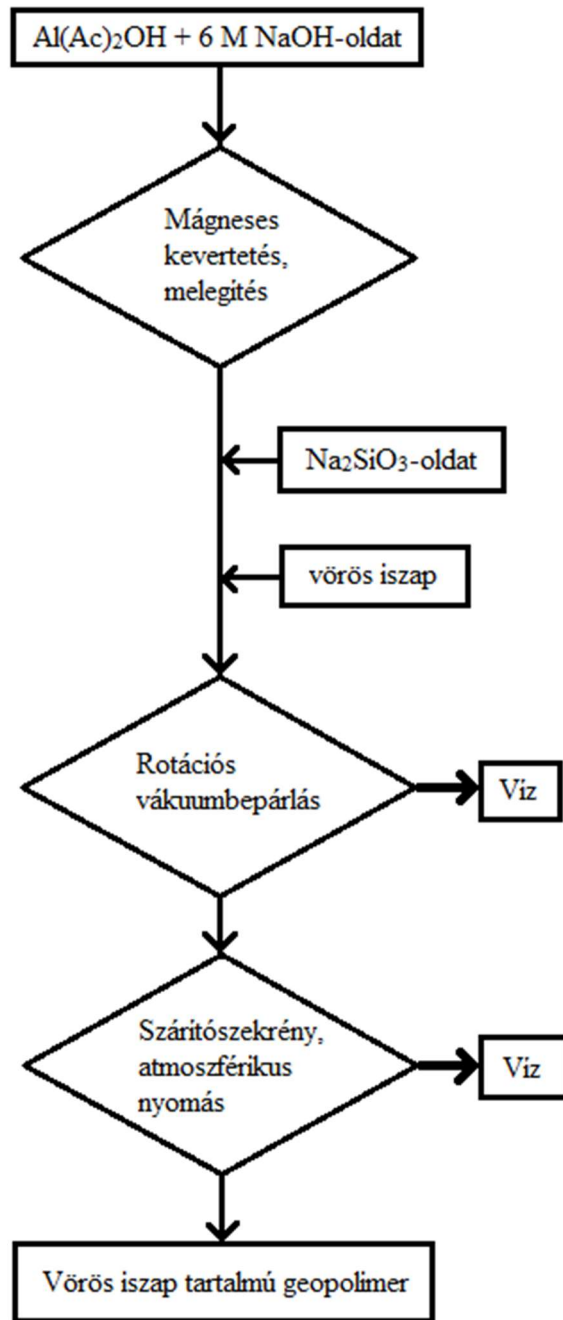 Al(Ac)₂OH + 6 M NaOH-oldat
Mágneses
kevertetés,
melegítés
Na₂SiO₃-oldat
vörös iszap
Rotációs
vákuumbepárlás
Víz
Szárítószekrény,
atmoszférikus
nyomás
Víz
Vörös iszap tartalmú geopolimer